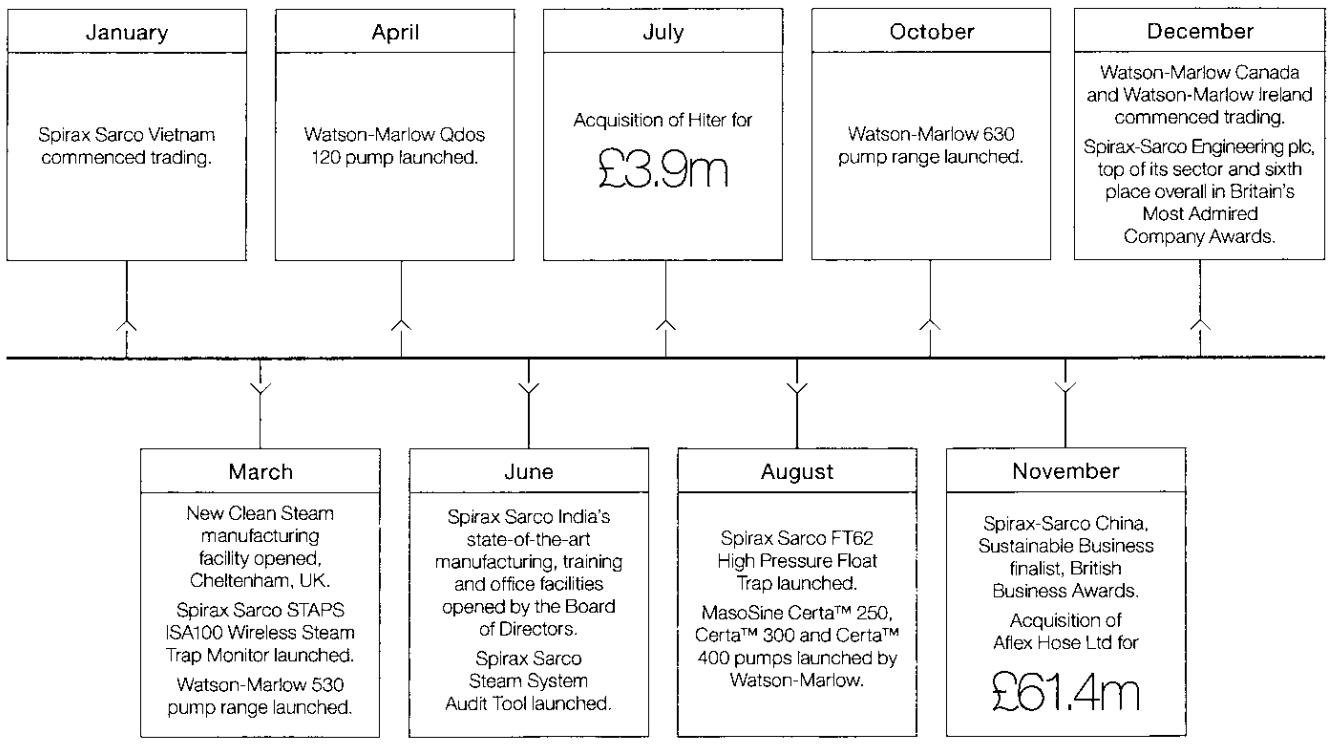 January
Spirax Sarco Vietnam
commenced trading.
April
Watson-Marlow Qdos
120 pump launched.
July
Acquisition of Hiter for
£3.9m
October
Watson-Marlow 630
pump range launched.
December
Watson-Marlow Canada
and Watson-Marlow Ireland
commenced trading.
Spirax-Sarco Engineering plc,
top of its sector and sixth
place overall in Britain's
Most Admired
Company Awards.
March
New Clean Steam
manufacturing
facility opened,
Cheltenham, UK.
Spirax Sarco STAPS
ISA100 Wireless Steam
Trap Monitor launched.
Watson-Marlow 530
pump range launched.
June
Spirax Sarco India's
state-of-the-art
manufacturing, training
and office facilities
opened by the Board
of Directors.
Spirax Sarco
Steam System
Audit Tool launched.
August
Spirax Sarco FT62
High Pressure Float
Trap launched.
MasoSine Certa™ 250,
Certa™ 300 and Certa™
400 pumps launched by
Watson-Marlow.
November
Spirax-Sarco China,
Sustainable Business
finalist, British
Business Awards.
Acquisition of
Aflex Hose Ltd for
£61.4m